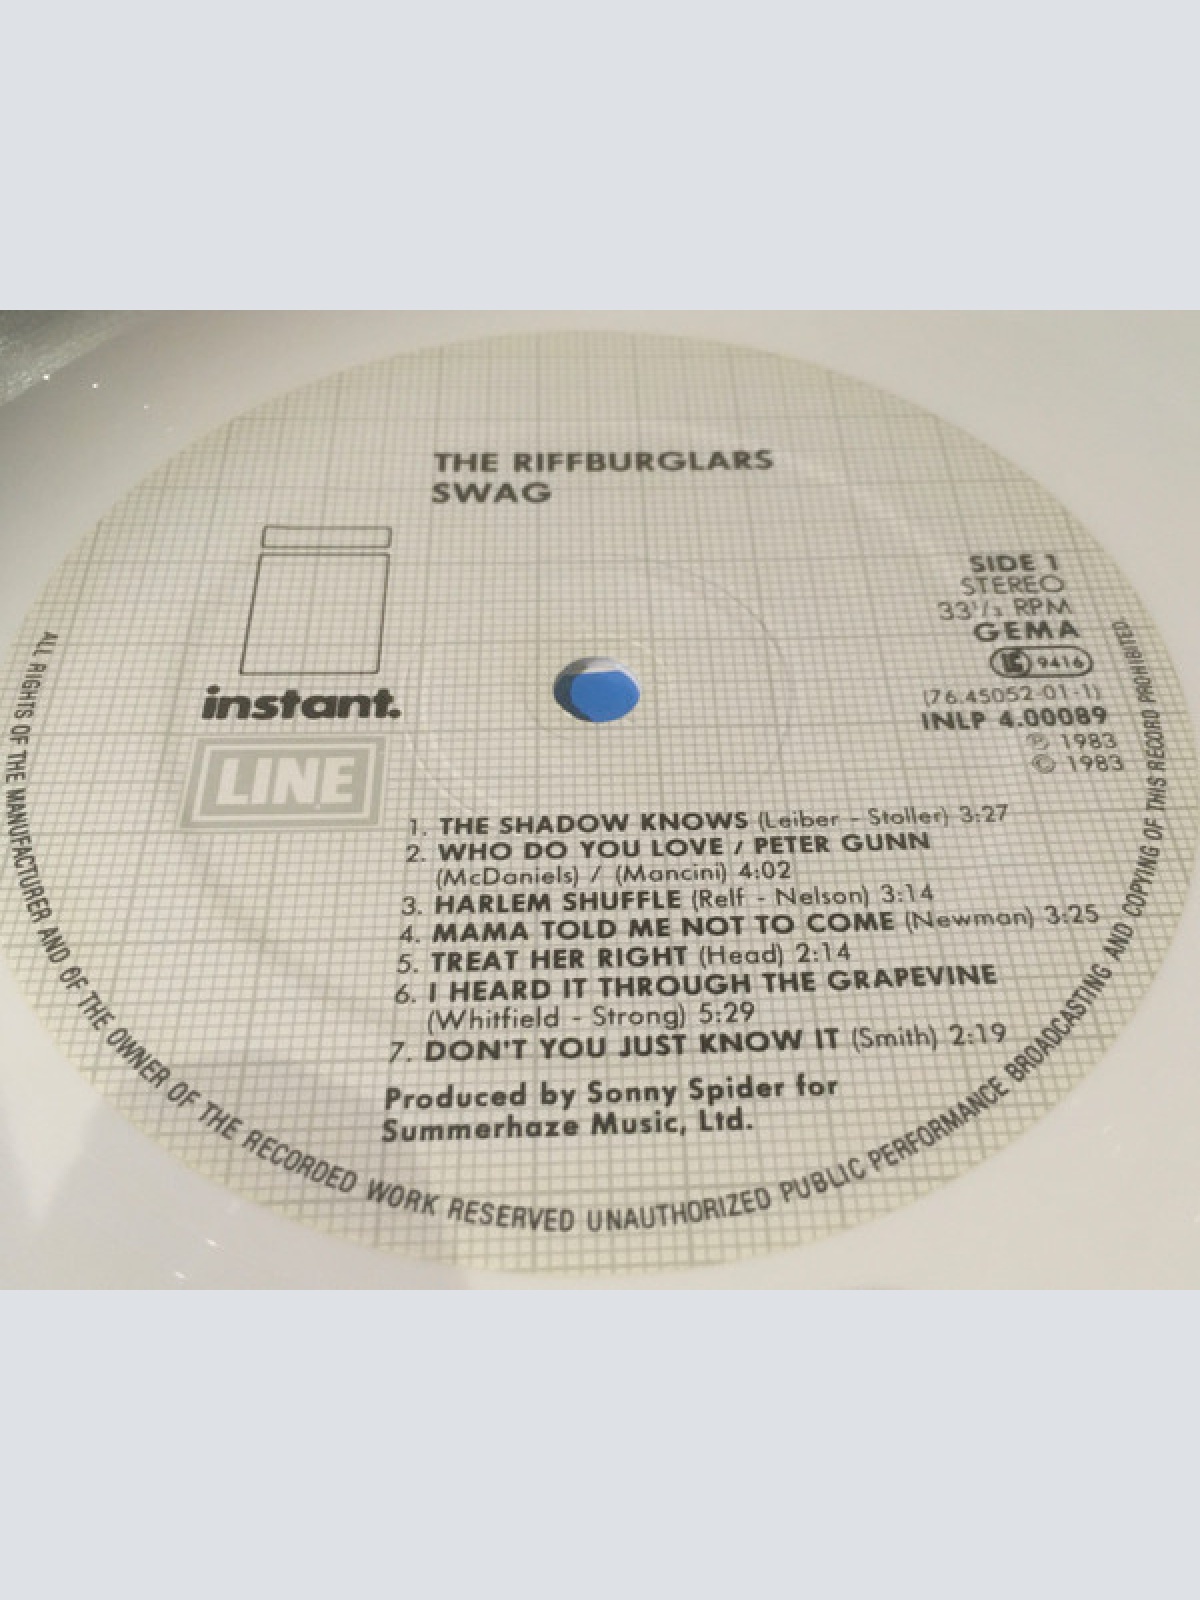 THE RIFFBURGLARS
SWAG
instant.
LINE
SIDE 1
STEREO
33 1/3 RPM
GEMA
LC 9416
(76.45052-01-1)
INLP 4.00089
℗ 1983
© 1983
1. THE SHADOW KNOWS (Leiber - Stoller) 3:27
2. WHO DO YOU LOVE / PETER GUNN
(McDaniels) / (Mancini) 4:02
3. HARLEM SHUFFLE (Relf - Nelson) 3:14
4. MAMA TOLD ME NOT TO COME (Newman) 3:25
5. TREAT HER RIGHT (Head) 2:14
6. I HEARD IT THROUGH THE GRAPEVINE
(Whitfield - Strong) 5:29
7. DON'T YOU JUST KNOW IT (Smith) 2:19
Produced by Sonny Spider for
Summerhaze Music, Ltd.
ALL RIGHTS OF THE MANUFACTURER AND OF THE OWNER OF THE RECORDED WORK RESERVED UNAUTHORIZED PUBLIC PERFORMANCE BROADCASTING AND COPYING OF THIS RECORD PROHIBITED.